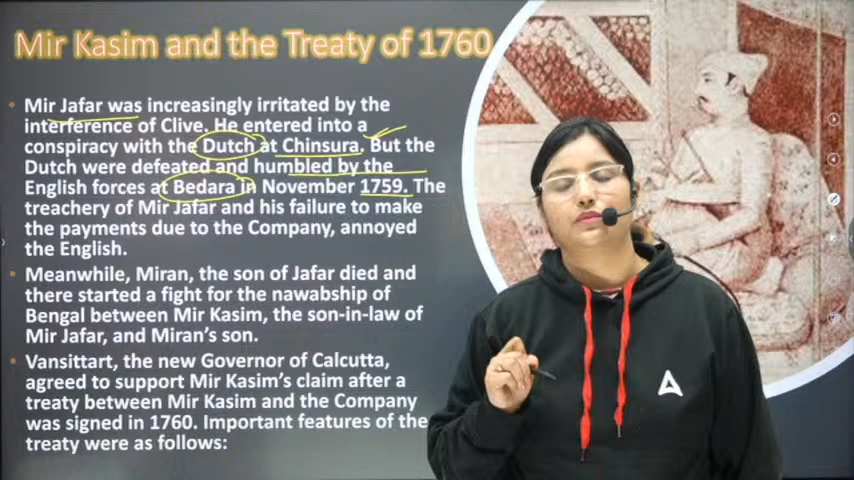 Mir Kasim and the Treaty of 1760
• Mir Jafar was increasingly irritated by the
interference of Clive. He entered into a
conspiracy with the Dutch at Chinsura. But the
Dutch were defeated and humbled by the
English forces at Bedara in November 1759. The
treachery of Mir Jafar and his failure to make
the payments due to the Company, annoyed
the English.
• Meanwhile, Miran, the son of Jafar died and
there started a fight for the nawabship of
Bengal between Mir Kasim, the son-in-law of
Mir Jafar, and Miran's son.
• Vansittart, the new Governor of Calcutta,
agreed to support Mir Kasim's claim after a
treaty between Mir Kasim and the Company
was signed in 1760. Important features of the
treaty were as follows: